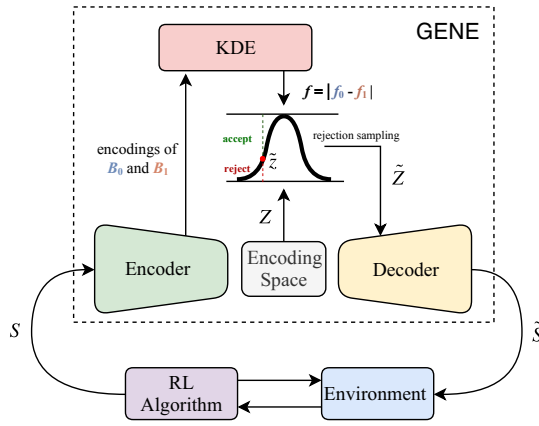 GENE
KDE
f = |f₀ - f₁|
accept
rejection sampling
encodings of
B₀ and B₁
z̃
reject
Z̃
Z
Encoder
Encoding
Space
Decoder
S
S̃
RL
Algorithm
Environment